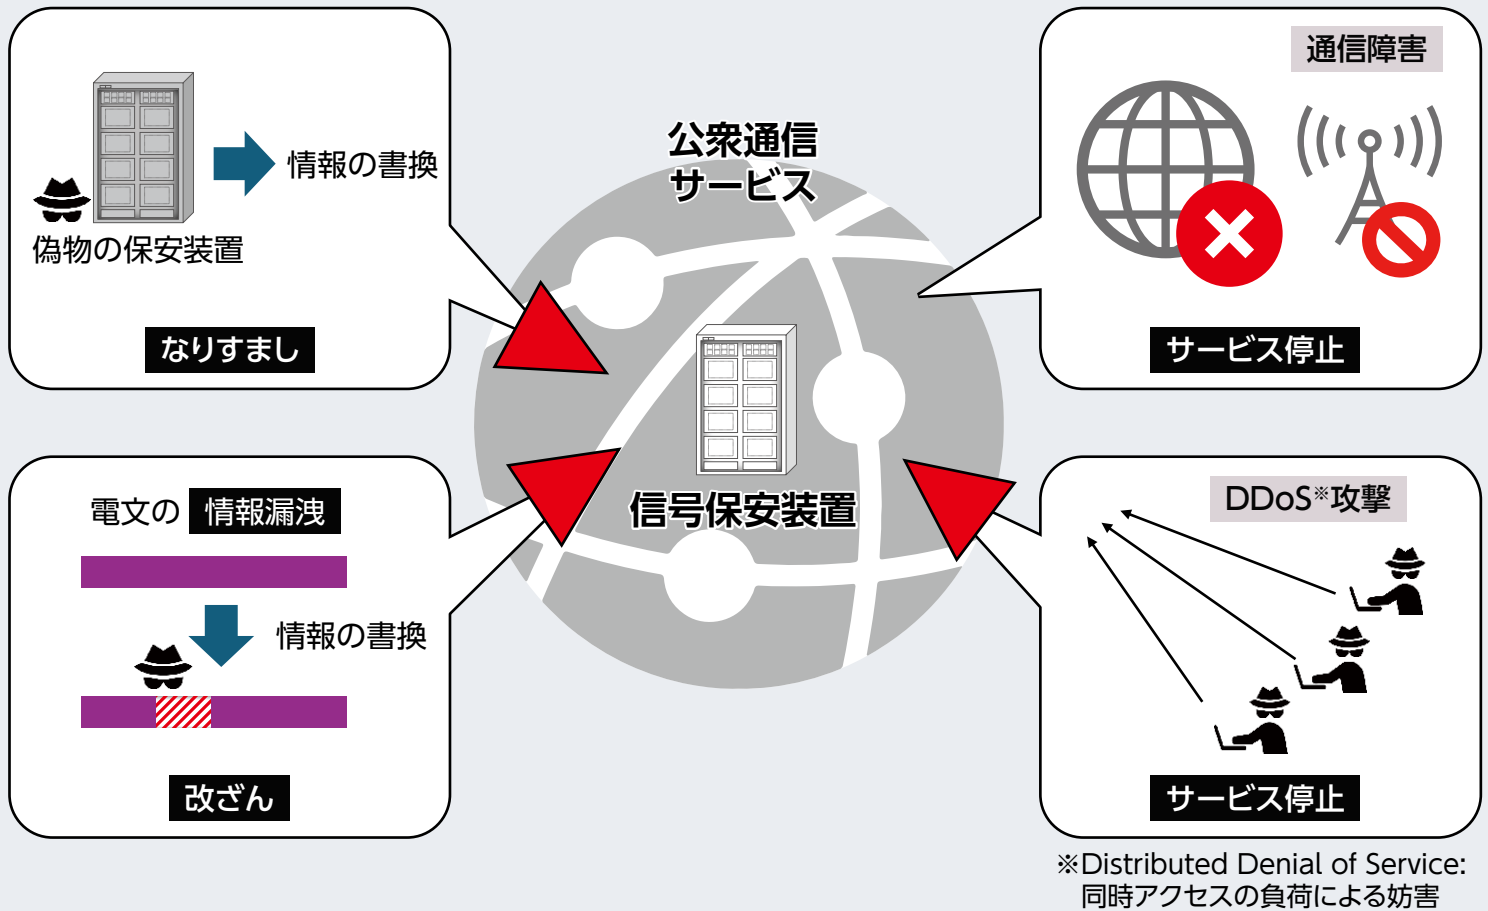 情報の書換
偽物の保安装置
なりすまし
公衆通信
サービス
信号保安装置
通信障害
サービス停止
電文の 情報漏洩
情報の書換
改ざん
DDoS※攻撃
サービス停止
※Distributed Denial of Service:
同時アクセスの負荷による妨害